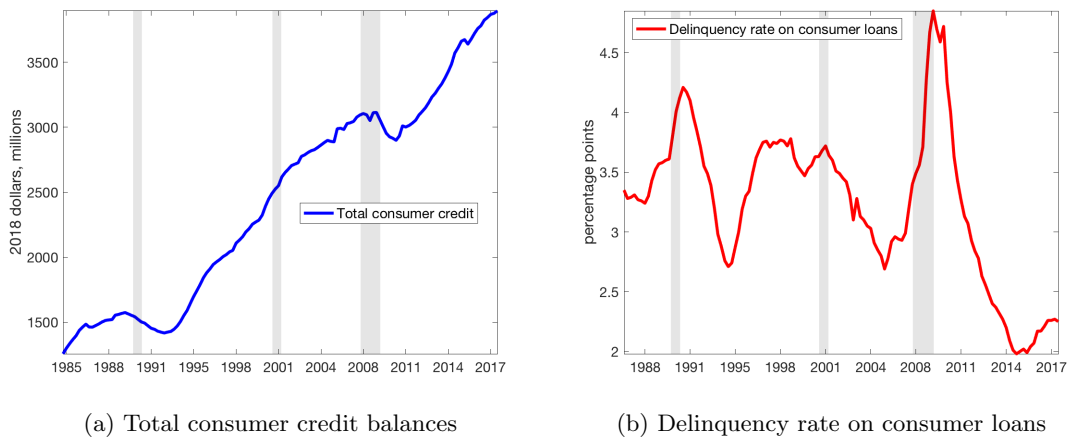 2018 dollars, millions
3500
3000
2500
2000
1500
Total consumer credit
1985 1988 1991 1995 1998 2001 2005 2008 2011 2014 2017
(a) Total consumer credit balances
percentage points
4.5
4
3.5
3
2.5
2
Delinquency rate on consumer loans
1988 1991 1995 1998 2001 2004 2008 2011 2014 2017
(b) Delinquency rate on consumer loans